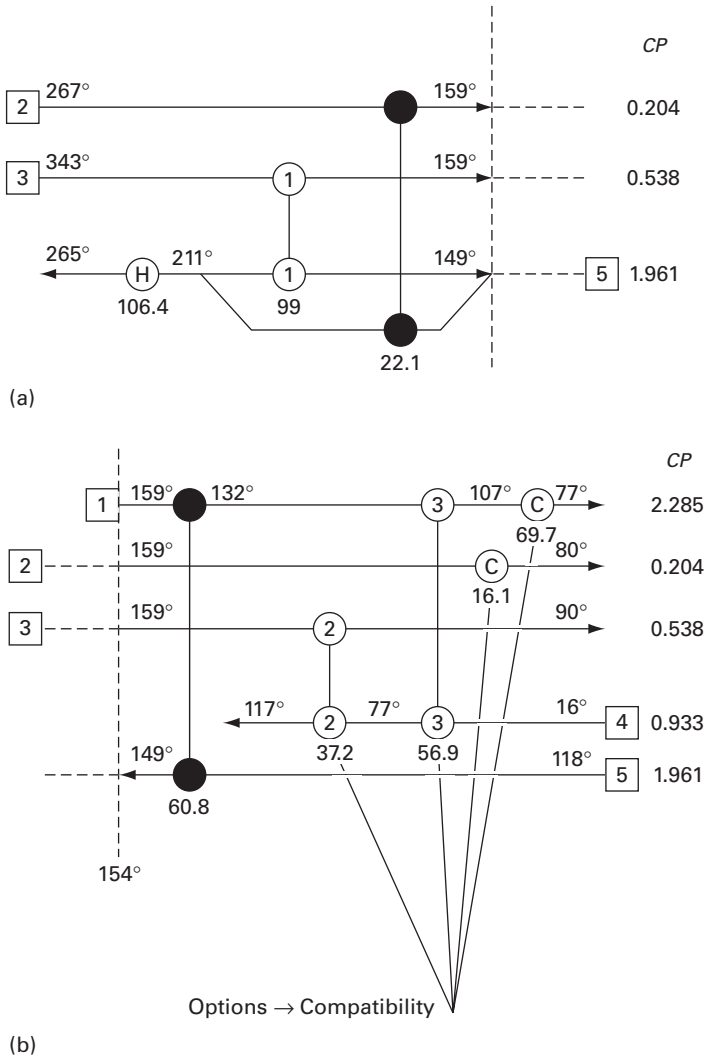 CP
2 267° 159° 0.204
3 343° 1 159° 0.538
265° H 211° 1 149° 5 1.961
106.4 99
22.1
(a)
CP
1 159° 132° 3 107° C 77° 2.285
69.7
2 159° C 80° 0.204
16.1
3 159° 2 90° 0.538
117° 2 77° 3 16° 4 0.933
37.2 56.9
149° 118° 5 1.961
60.8
154°
Options → Compatibility
(b)